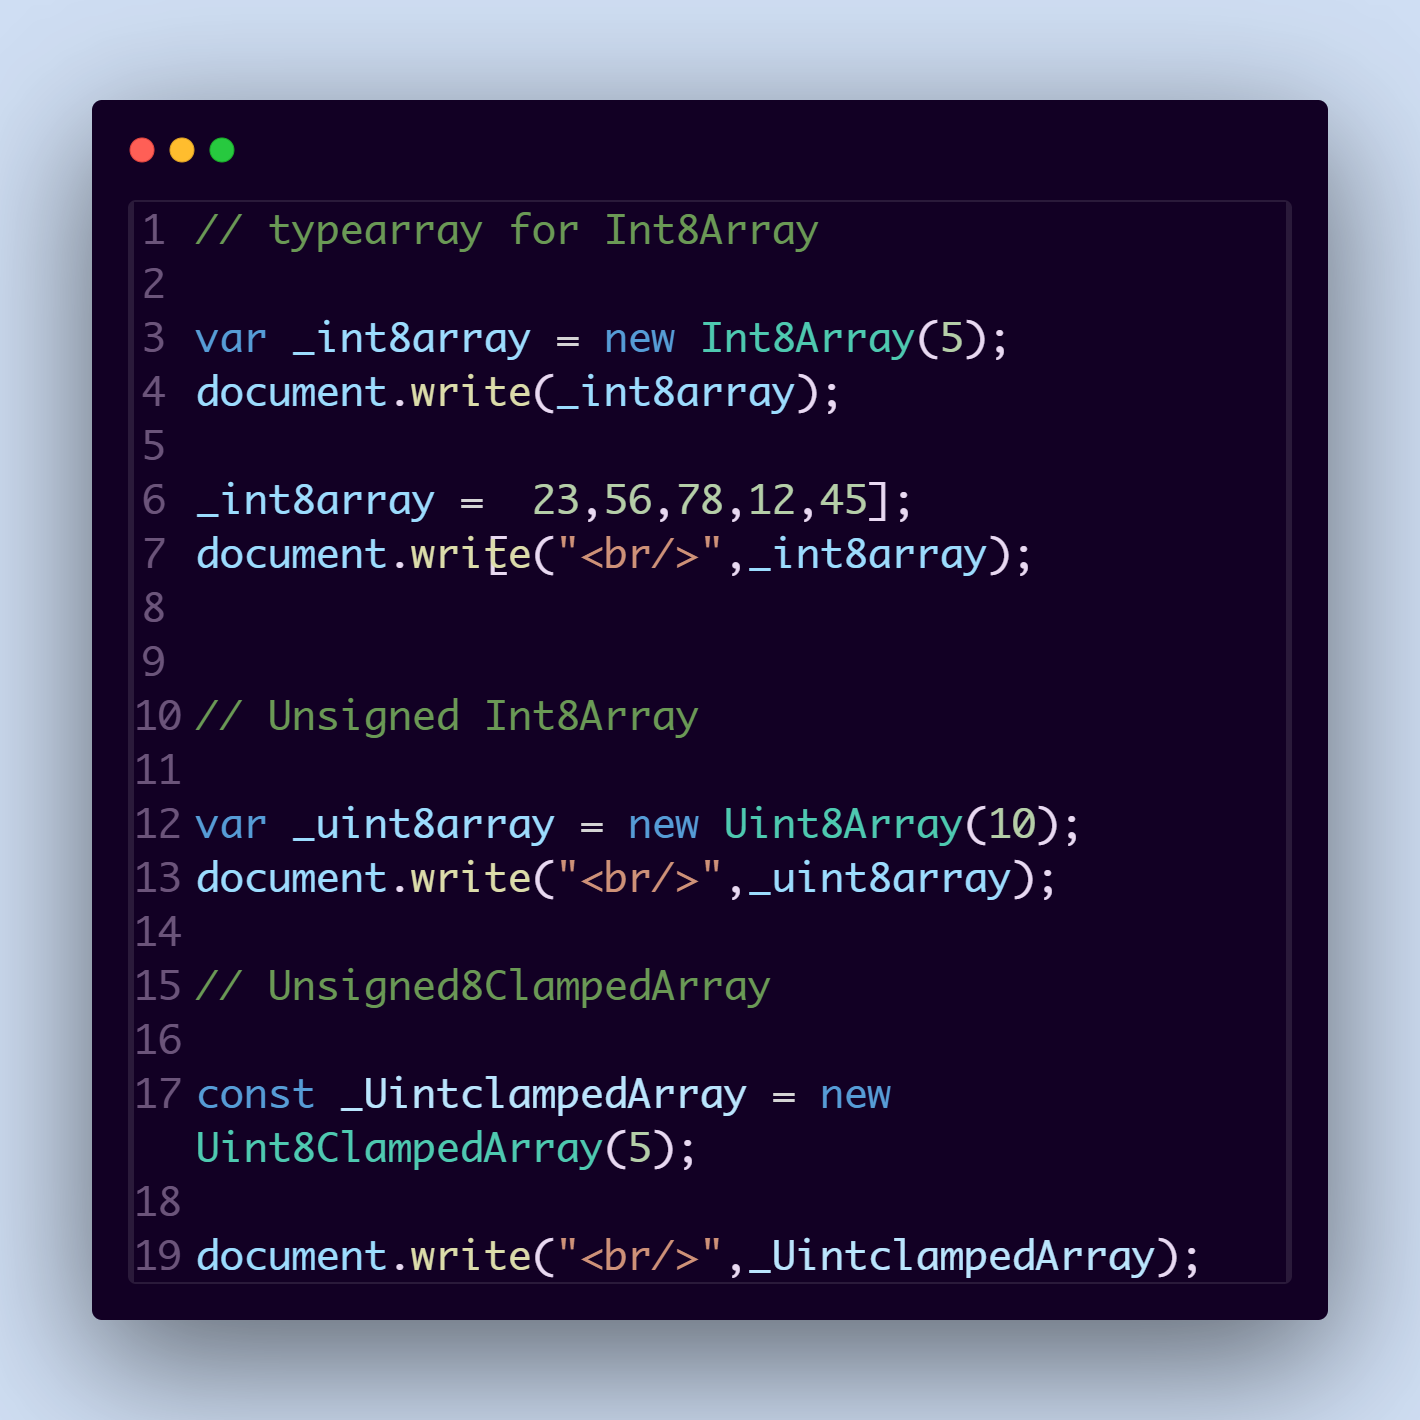 1 // typearray for Int8Array
2
3 var _int8array = new Int8Array(5);
4 document.write(_int8array);
5
6 _int8array = [23,56,78,12,45];
7 document.write("<br/>",_int8array);
8
9
10 // Unsigned Int8Array
11
12 var _uint8array = new Uint8Array(10);
13 document.write("<br/>",_uint8array);
14
15 // Unsigned8ClampedArray
16
17 const _UintclampedArray = new
Uint8ClampedArray(5);
18
19 document.write("<br/>",_UintclampedArray);